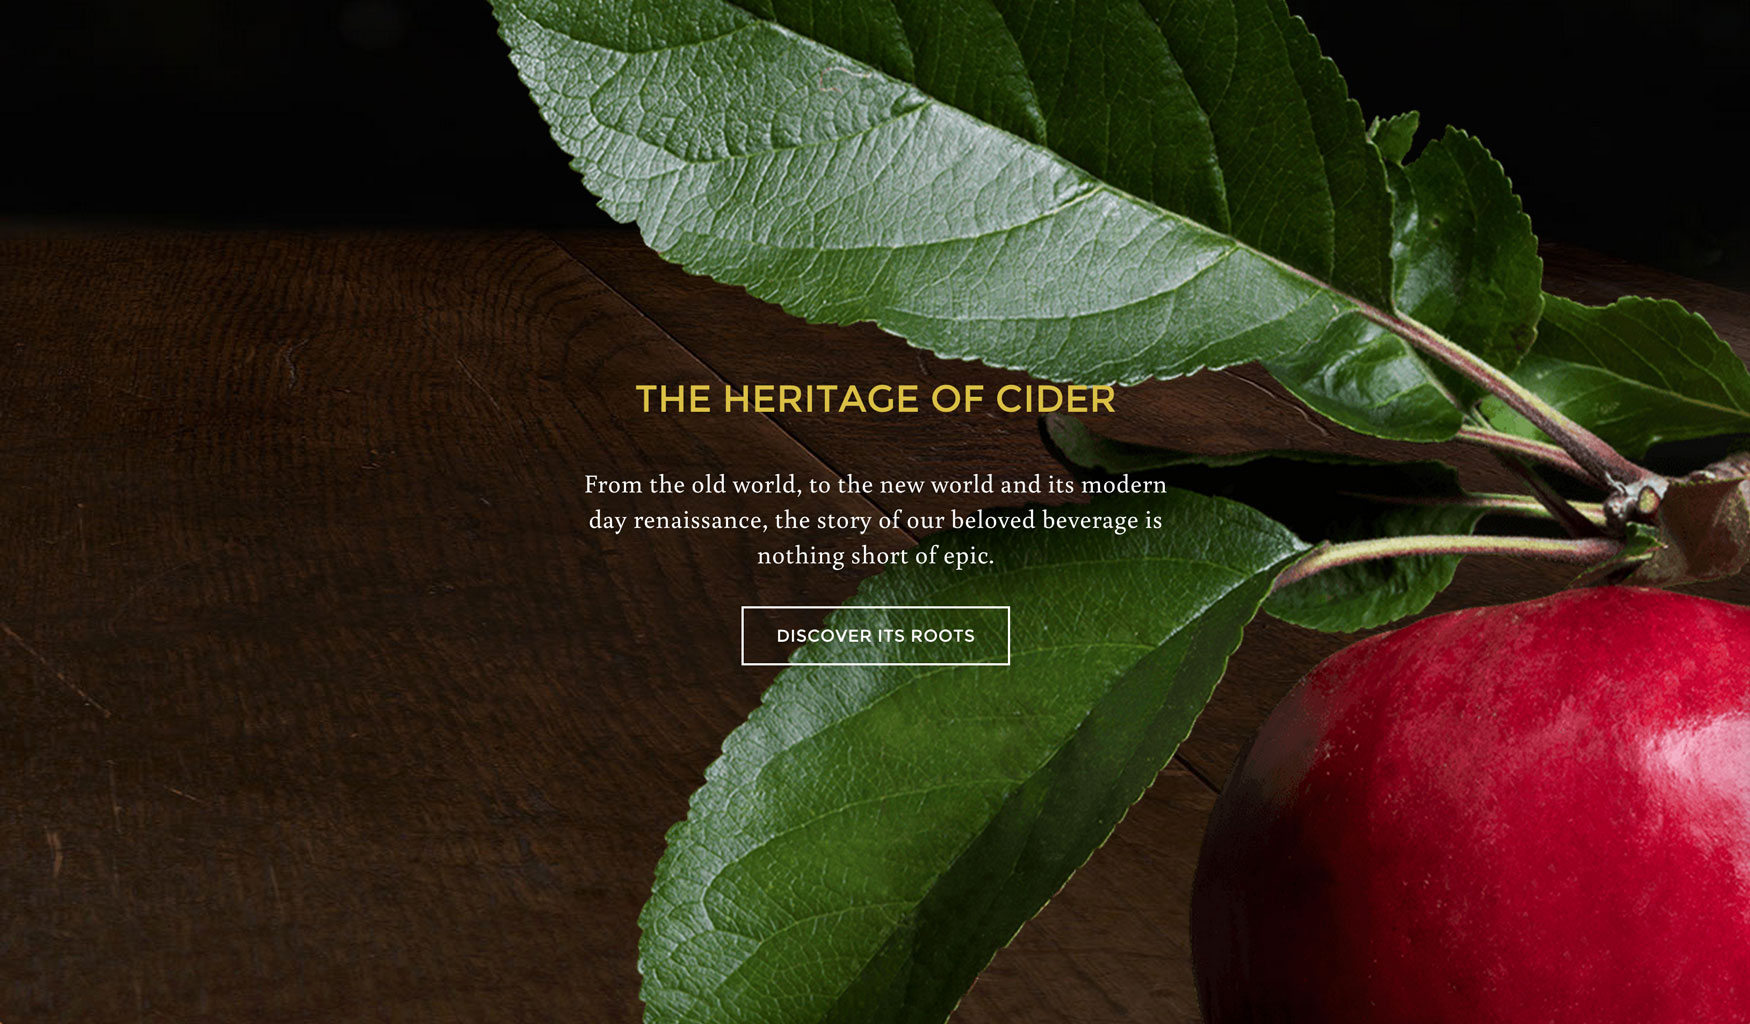 THE HERITAGE OF CIDER
From the old world, to the new world and its modern
day renaissance, the story of our beloved beverage is
nothing short of epic.
DISCOVER ITS ROOTS